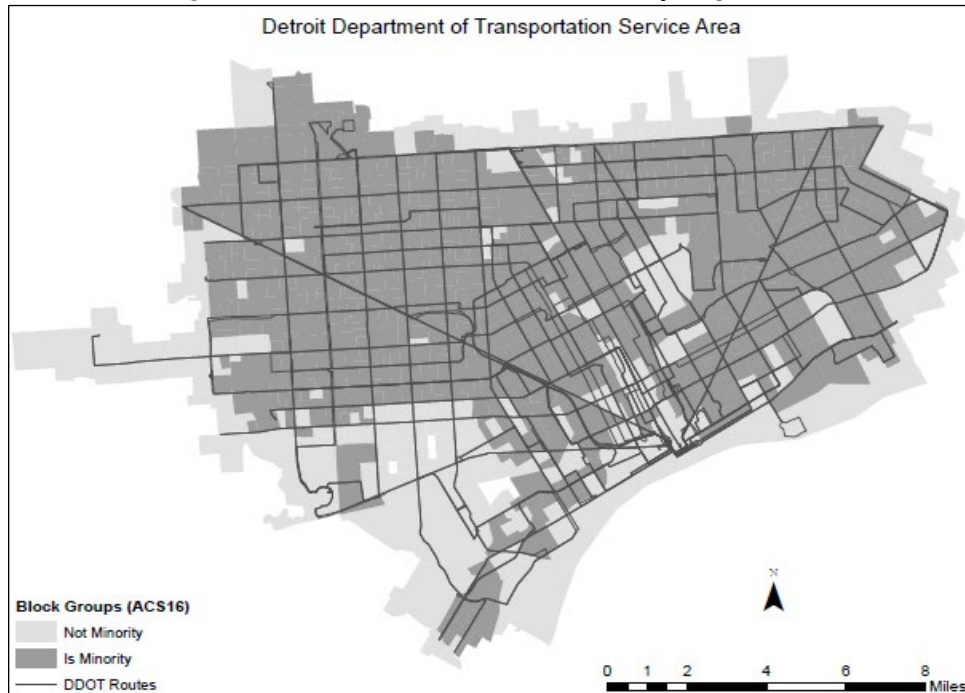 Detroit Department of Transportation Service Area
N
Block Groups (ACS16)
Not Minority
Is Minority
DDOT Routes
0 1 2 4 6 8
Miles